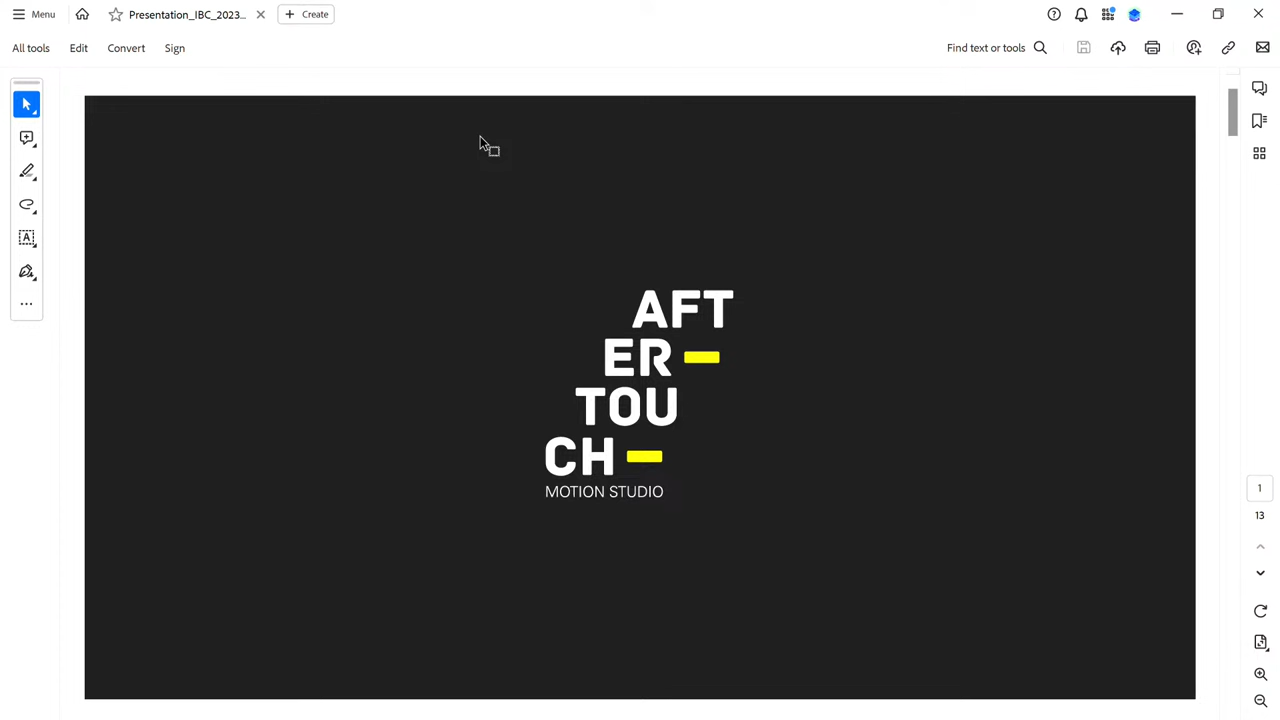 Menu
Presentation_IBC_2023...
Create
All tools
Edit
Convert
Sign
Find text or tools
AFT
ER
TOU
CH
MOTION STUDIO
1
13